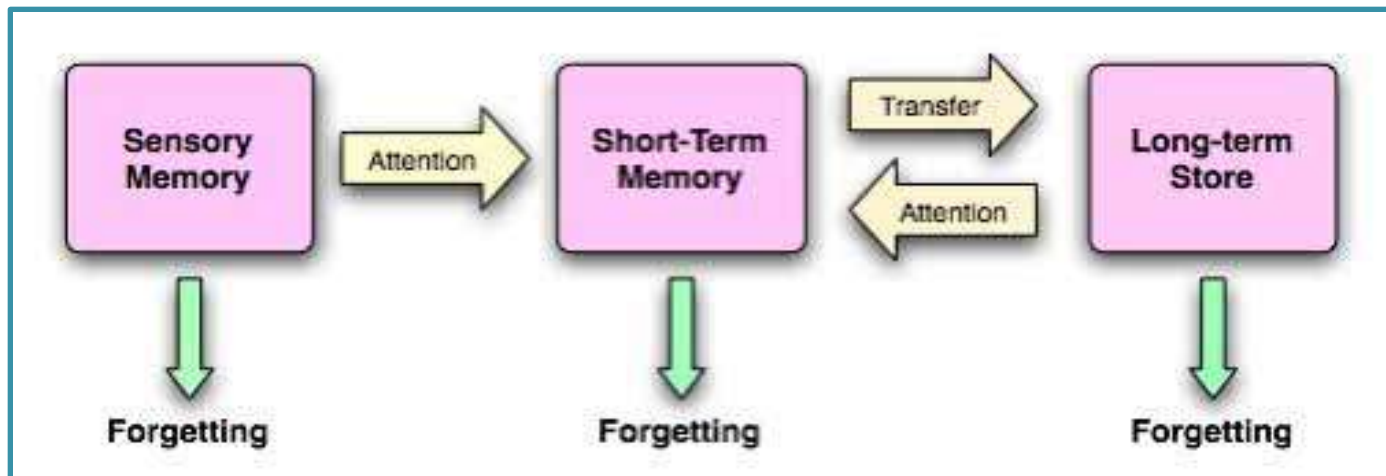 Sensory
Memory
Attention
Short-Term
Memory
Transfer
Attention
Long-term
Store
Forgetting
Forgetting
Forgetting